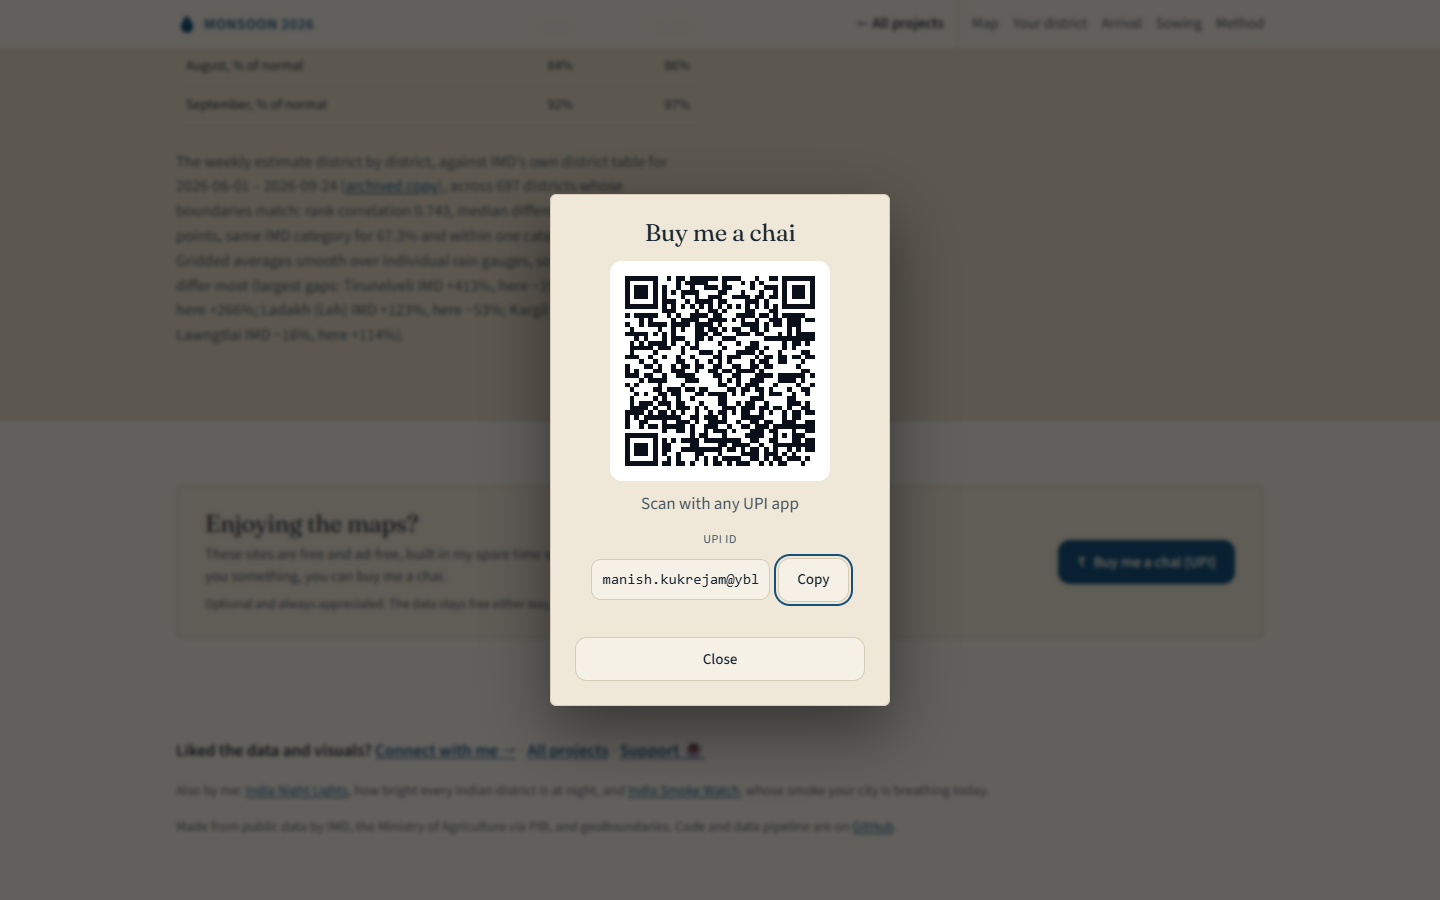 MONSOON 2026
← All projects
Map Your district Arrival Sowing Method
August, % of normal 84% 86%
September, % of normal 92% 97%
The weekly estimate district by district, against IMD's own district table for
2026-06-01 – 2026-09-24 (archived copy), across 697 districts whose
boundaries match: rank correlation 0.743, median differ
points, same IMD category for 67.3% and within one cate
Gridded averages smooth over individual rain gauges, so
differ most (largest gaps: Tirunelveli IMD +413%, here
here +266%; Ladakh (Leh) IMD +123%, here −53%; Kargil
Lawngtlai IMD −16%, here +114%).
Buy me a chai
Scan with any UPI app
UPI ID
manish.kukrejam@ybl
Copy
Close
Enjoying the maps?
These sites are free and ad-free, built in my spare time
you something, you can buy me a chai.
Optional and always appreciated. The data stays free either way
₹ Buy me a chai (UPI)
Liked the data and visuals? Connect with me → · All projects · Support
Also by me: India Night Lights, how bright every Indian district is at night, and India Smoke Watch, whose smoke your city is breathing today.
Made from public data by IMD, the Ministry of Agriculture via PIB, and geoBoundaries. Code and data pipeline are on GitHub.